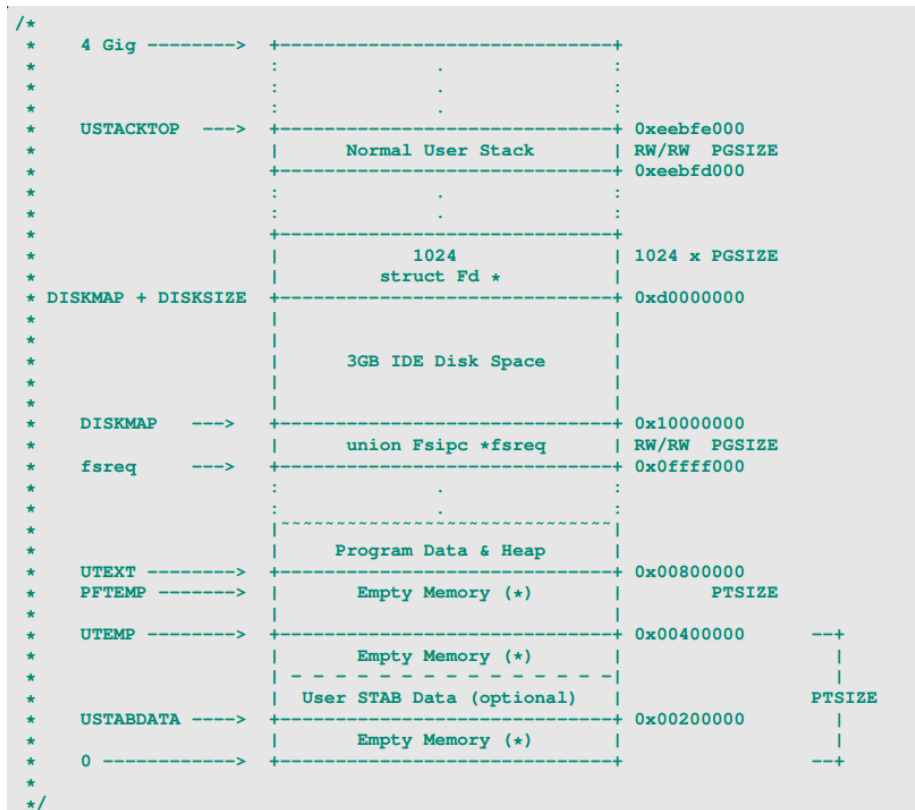 /*
 *    4 Gig -------->  +------------------------------+
 *                     :              .               :
 *                     :              .               :
 *                     :              .               :
 *    USTACKTOP  --->  +------------------------------+ 0xeebfe000
 *                     |      Normal User Stack       | RW/RW  PGSIZE
 *                     +------------------------------+ 0xeebfd000
 *                     :              .               :
 *                     :              .               :
 *                     +------------------------------+
 *                     |            1024              | 1024 x PGSIZE
 *                     |         struct Fd *          |
 * DISKMAP + DISKSIZE  +------------------------------+ 0xd0000000
 *                     |                              |
 *                     |                              |
 *                     |      3GB IDE Disk Space      |
 *                     |                              |
 *                     |                              |
 *    DISKMAP   --->   +------------------------------+ 0x10000000
 *                     |      union Fsipc *fsreq      | RW/RW  PGSIZE
 *    fsreq     --->   +------------------------------+ 0x0ffff000
 *                     :              .               :
 *                     :              .               :
 *                     |~~~~~~~~~~~~~~~~~~~~~~~~~~~~~~|
 *                     |     Program Data & Heap      |
 *    UTEXT -------->  +------------------------------+ 0x00800000
 *    PFTEMP ------->  |       Empty Memory (*)       |        PTSIZE
 *                     |                              |
 *    UTEMP -------->  +------------------------------+ 0x00400000      --+
 *                     |       Empty Memory (*)       |                   |
 *                     | - - - - - - - - - - - - - - -|                   |
 *                     |  User STAB Data (optional)   |                 PTSIZE
 *    USTABDATA ---->  +------------------------------+ 0x00200000        |
 *                     |       Empty Memory (*)       |                   |
 *    0 ------------>  +------------------------------+                 --+
 *
 */